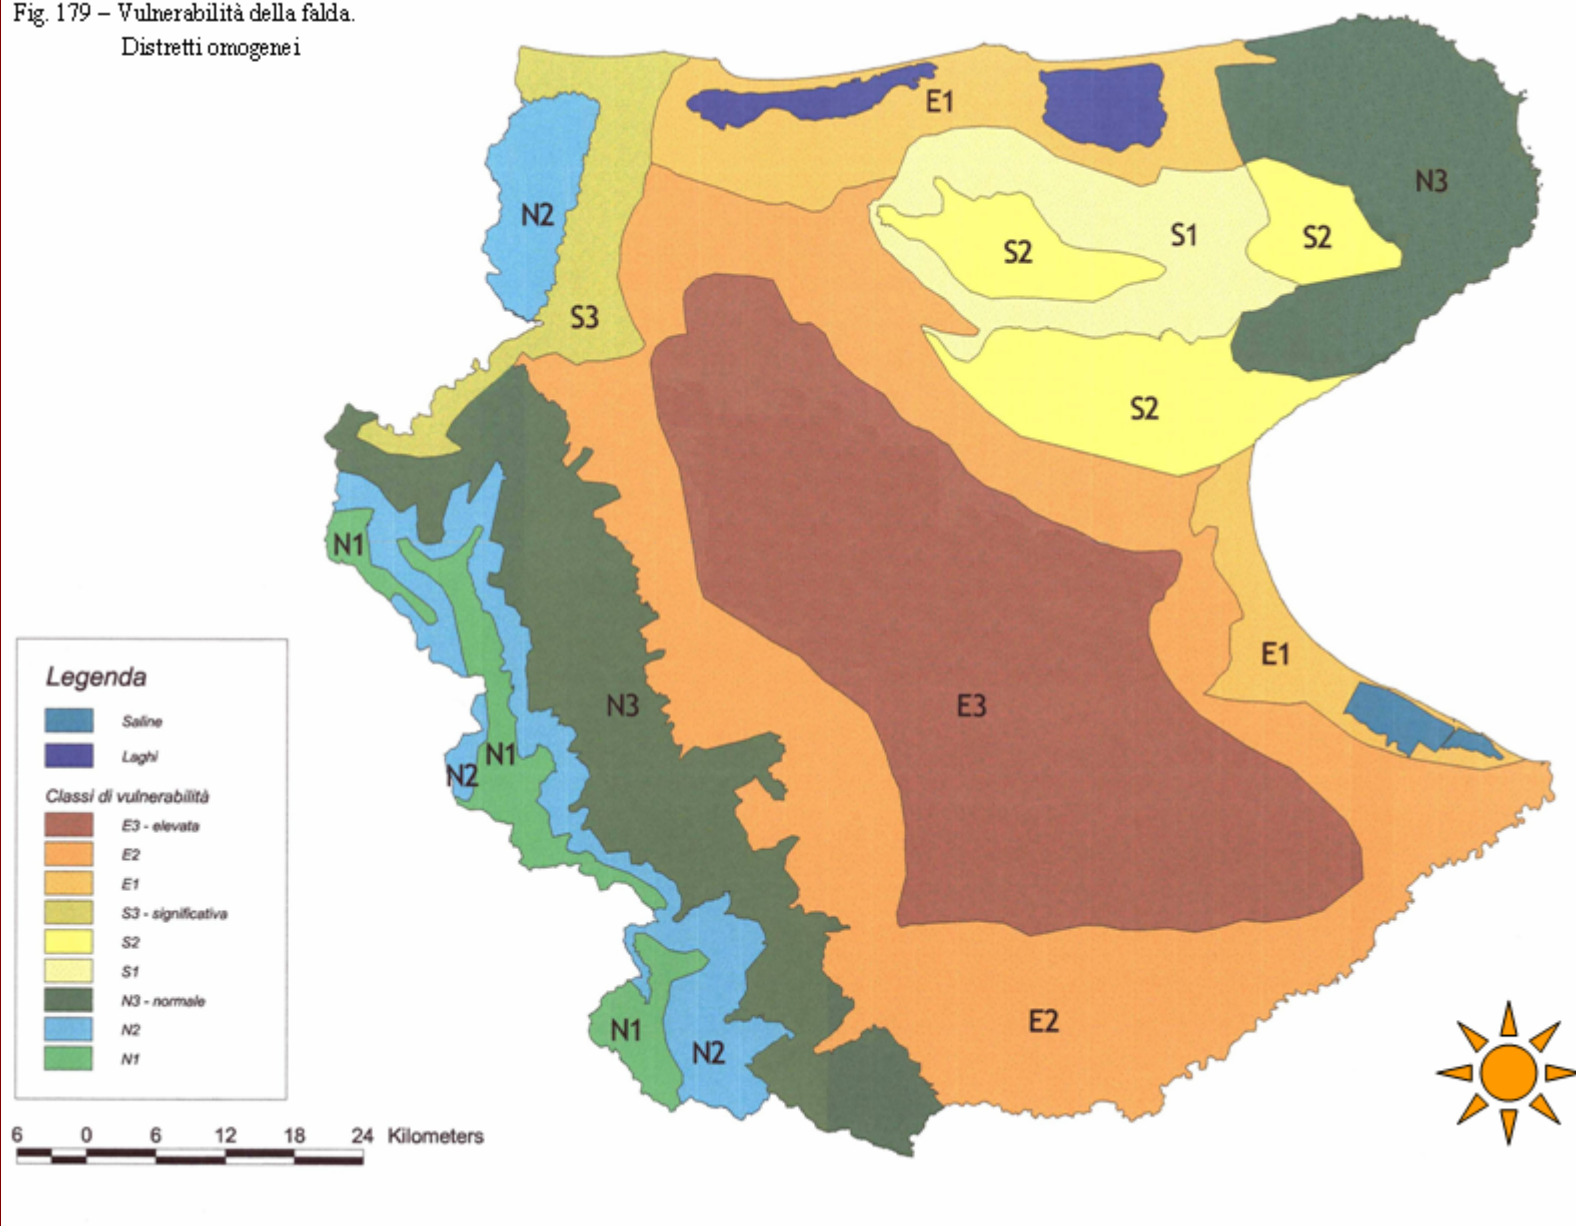 Fig. 179 – Vulnerabilità della falda.
Distretti omogenei
E1
N3
N2
S2
S1
S2
S3
S2
N1
E1
N3
E3
N1
N2
E2
N1
N2
Legenda
Saline
Laghi
Classi di vulnerabilità
E3 - elevata
E2
E1
S3 - significativa
S2
S1
N3 - normale
N2
N1
6 0 6 12 18 24 Kilometers